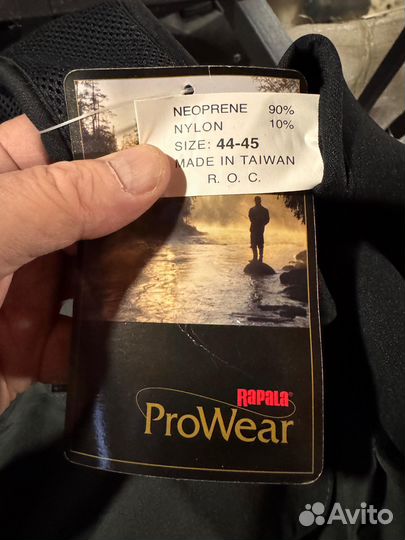 NEOPRENE 90%
NYLON 10%
SIZE: 44-45
MADE IN TAIWAN
R. O. C.
RAPALA
PROWEAR
Avito